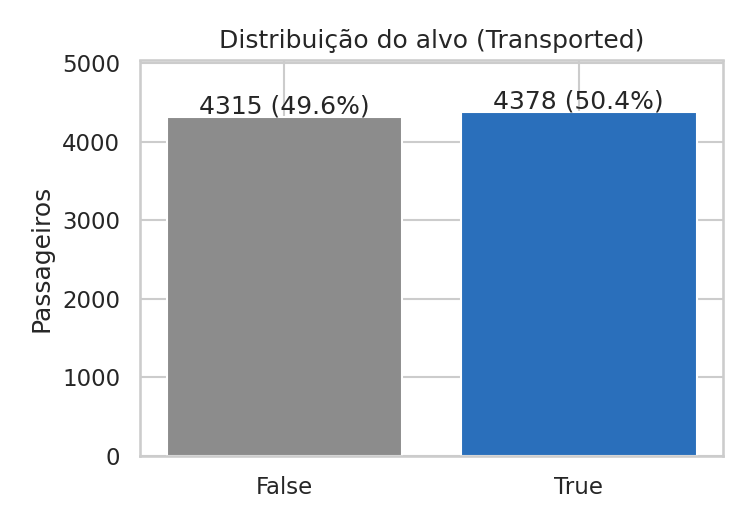 Distribuição do alvo (Transported)
5000
4000
3000
2000
1000
0
Passageiros
4315 (49.6%)
4378 (50.4%)
False
True